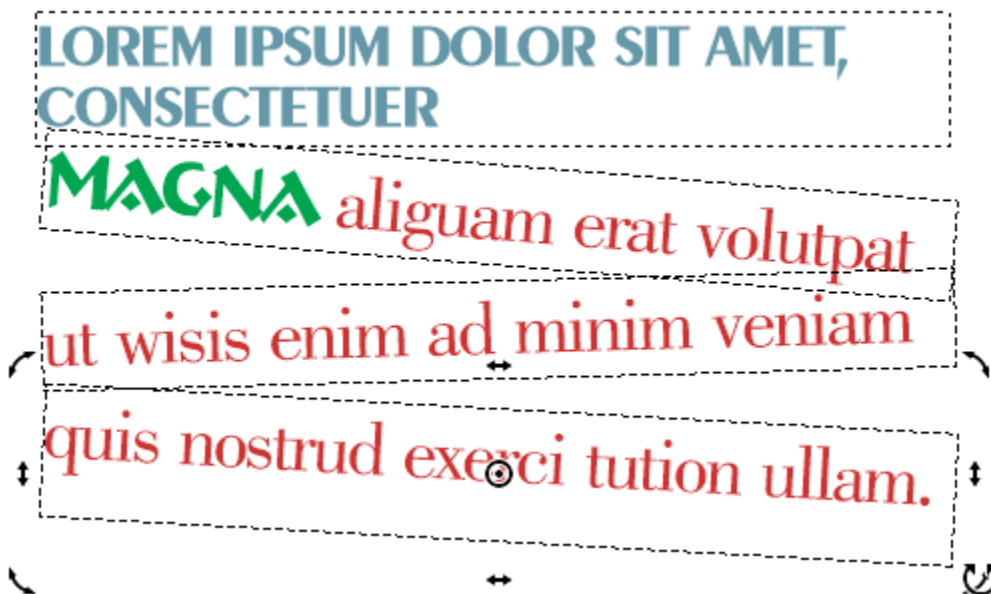 LOREM IPSUM DOLOR SIT AMET,
CONSECTETUER
MAGNA aliguam erat volutpat
ut wisis enim ad minim veniam
quis nostrud exerci tution ullam.